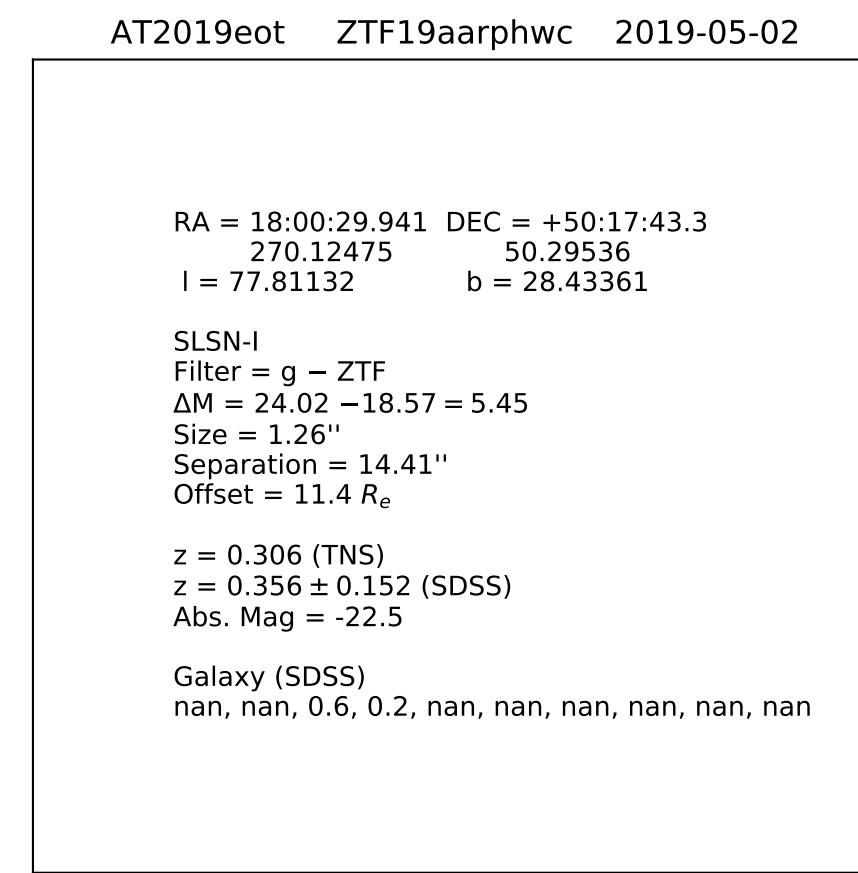 AT2019eot ZTF19aarphwc 2019-05-02
RA = 18:00:29.941 DEC = +50:17:43.3
270.12475 50.29536
l = 77.81132 b = 28.43361
SLSN-I
Filter = g − ZTF
ΔM = 24.02 −18.57 = 5.45
Size = 1.26''
Separation = 14.41''
Offset = 11.4 Rₑ
z = 0.306 (TNS)
z = 0.356 ± 0.152 (SDSS)
Abs. Mag = -22.5
Galaxy (SDSS)
nan, nan, 0.6, 0.2, nan, nan, nan, nan, nan, nan